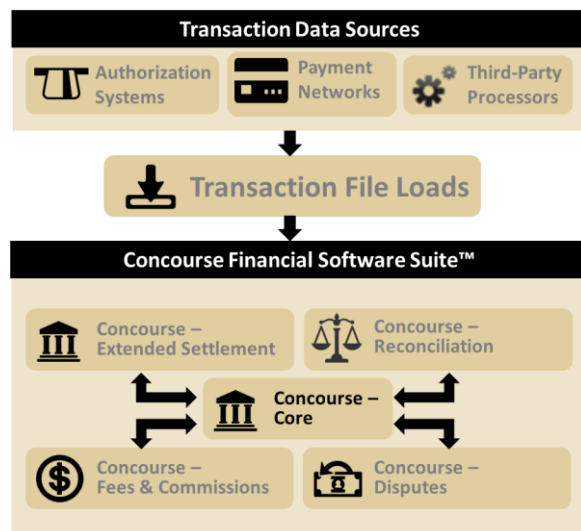 Transaction Data Sources
Authorization
Systems
Payment
Networks
Third-Party
Processors
Transaction File Loads
Concourse Financial Software Suite™
Concourse –
Extended Settlement
Concourse –
Reconciliation
Concourse –
Core
Concourse –
Fees & Commissions
Concourse –
Disputes